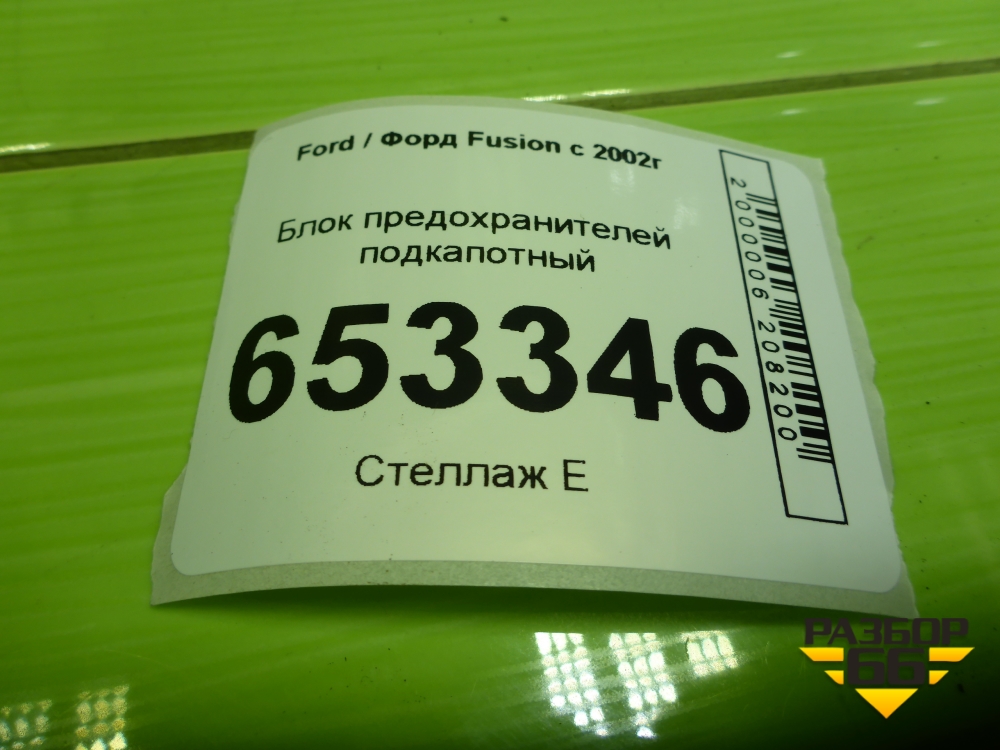 Ford / Форд Fusion с 2002г
Блок предохранителей
подкапотный
653346
Стеллаж Е
2000006208200
РАЗБОР
66